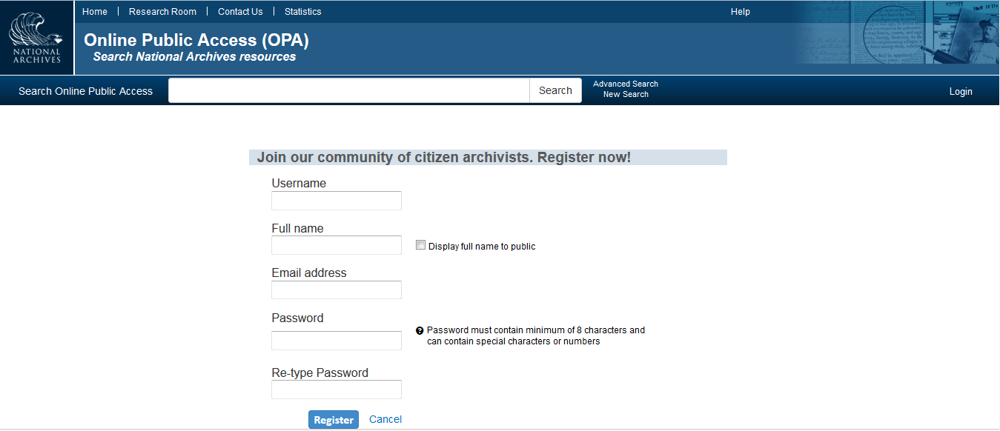 Home | Research Room | Contact Us | Statistics
Help
NATIONAL
ARCHIVES
Online Public Access (OPA)
Search National Archives resources
Search Online Public Access
Search
Advanced Search
New Search
Login
Join our community of citizen archivists. Register now!
Username
Full name
Display full name to public
Email address
Password
Password must contain minimum of 8 characters and
can contain special characters or numbers
Re-type Password
Register
Cancel